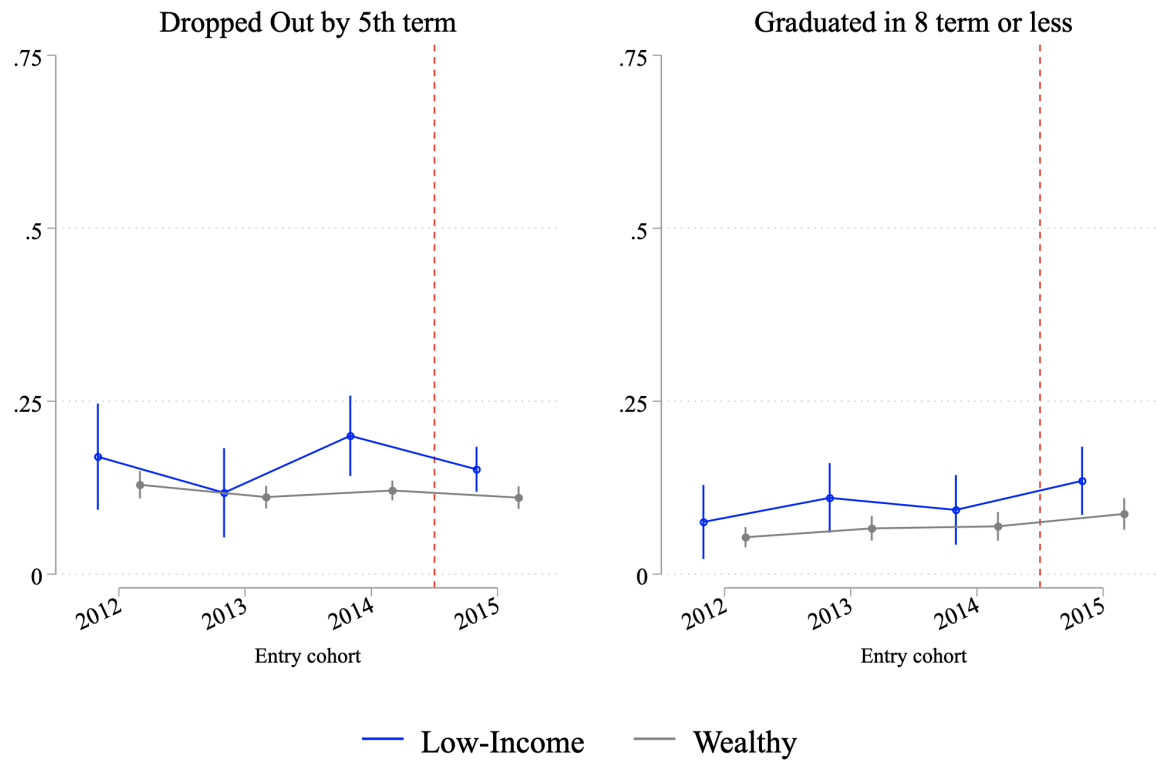 Dropped Out by 5th term
.75
.5
.25
0
2012 2013 2014 2015
Entry cohort
Graduated in 8 term or less
.75
.5
.25
0
2012 2013 2014 2015
Entry cohort
Low-Income Wealthy